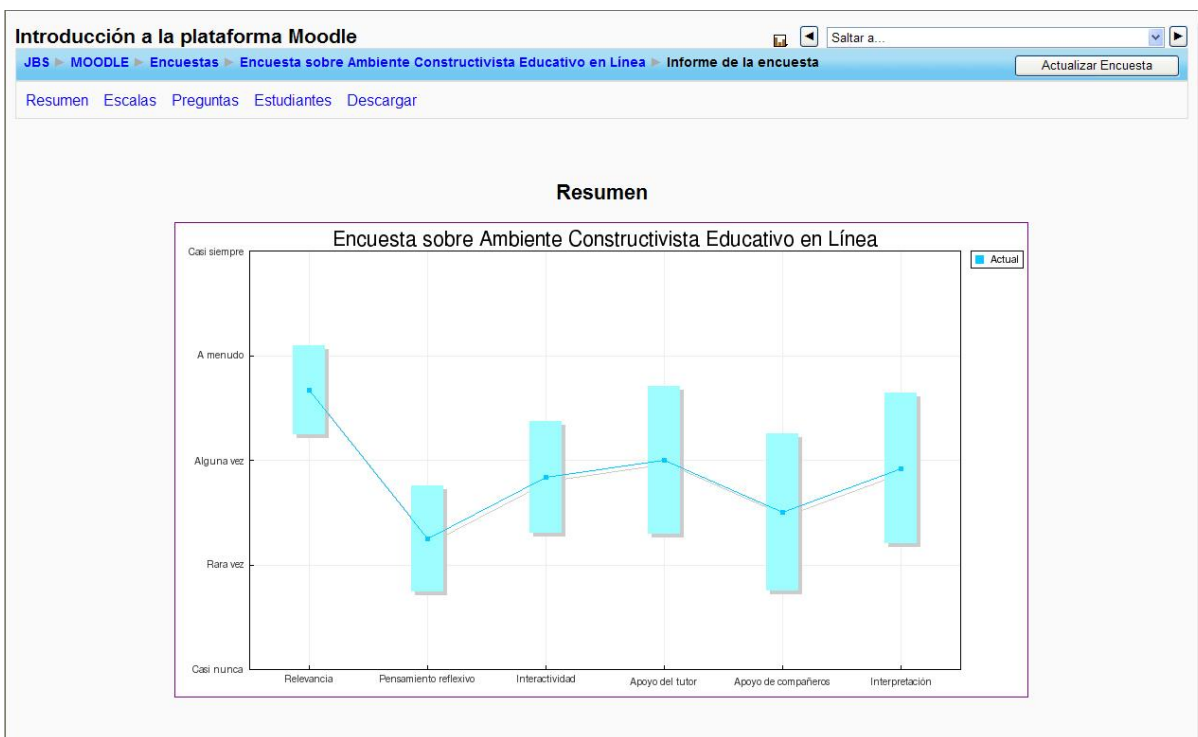 Introducción a la plataforma Moodle
Saltar a...
JBS MOODLE Encuestas Encuesta sobre Ambiente Constructivista Educativo en Línea Informe de la encuesta
Actualizar Encuesta
Resumen Escalas Preguntas Estudiantes Descargar
Resumen
Encuesta sobre Ambiente Constructivista Educativo en Línea
Casi siempre
Actual
A menudo
Alguna vez
Rara vez
Casi nunca
Relevancia Pensamiento reflexivo Interactividad Apoyo del tutor Apoyo de compañeros Interpretación